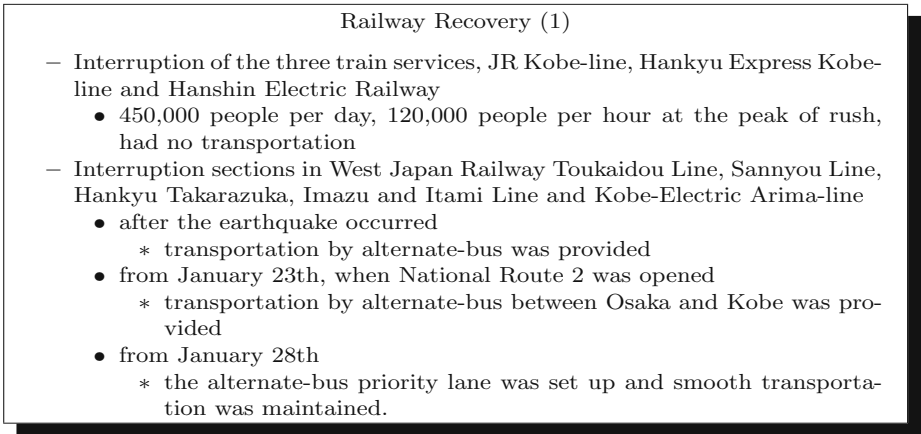 Railway Recovery (1)
– Interruption of the three train services, JR Kobe-line, Hankyu Express Kobe-
line and Hanshin Electric Railway
• 450,000 people per day, 120,000 people per hour at the peak of rush,
had no transportation
– Interruption sections in West Japan Railway Toukaidou Line, Sannyou Line,
Hankyu Takarazuka, Imazu and Itami Line and Kobe-Electric Arima-line
• after the earthquake occurred
∗ transportation by alternate-bus was provided
• from January 23th, when National Route 2 was opened
∗ transportation by alternate-bus between Osaka and Kobe was pro-
vided
• from January 28th
∗ the alternate-bus priority lane was set up and smooth transporta-
tion was maintained.